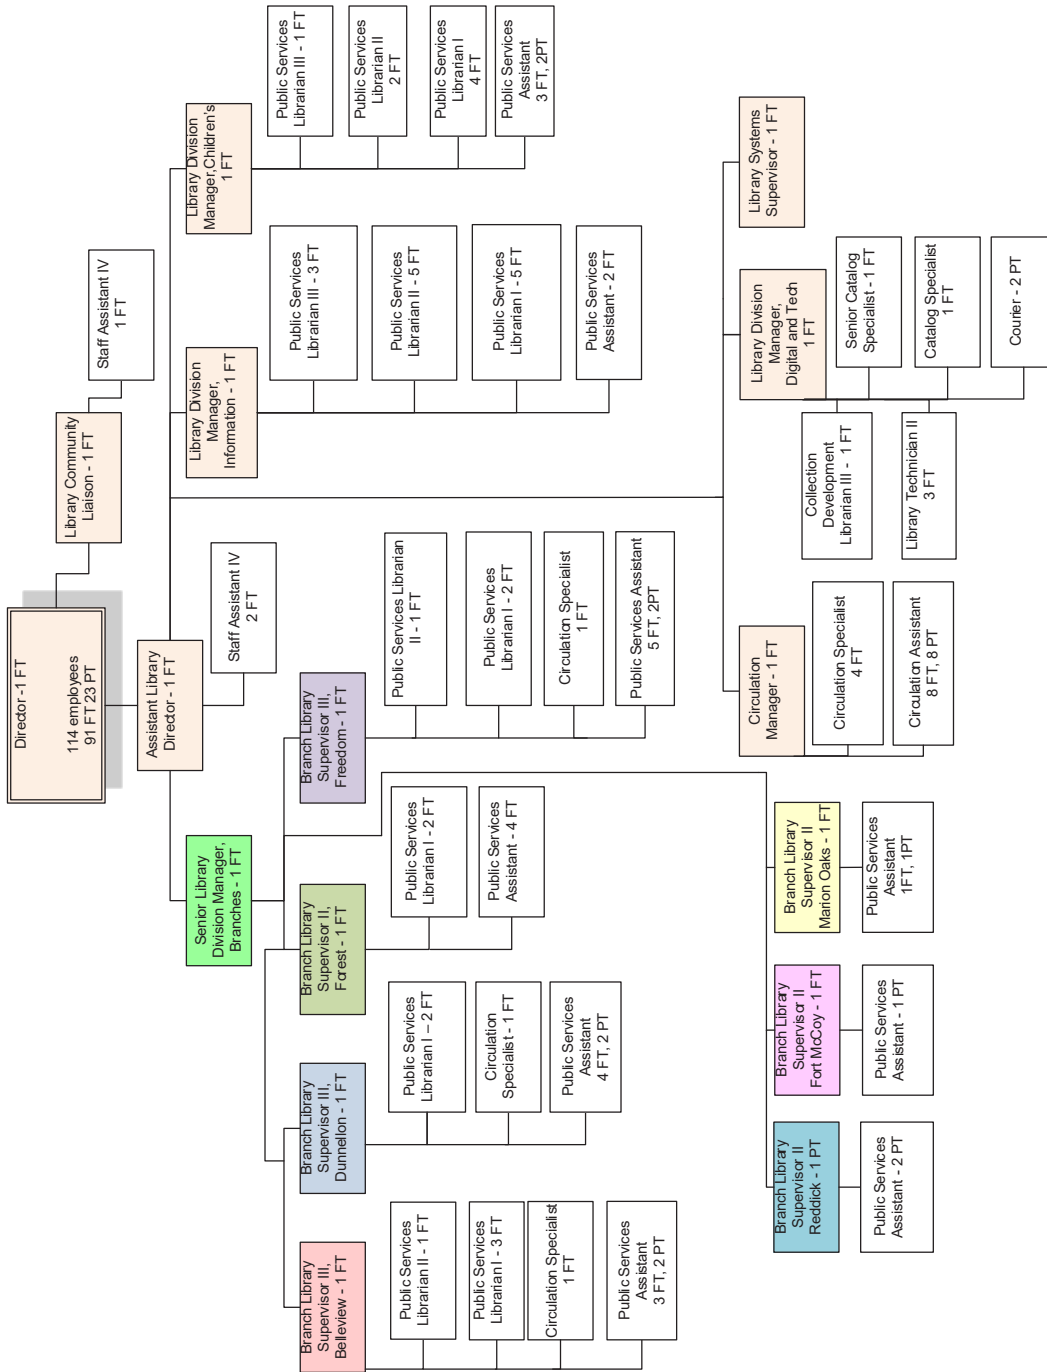 Director -1 FT
114 employees
91 FT 23 PT
Library Community
Liaison - 1 FT
Staff Assistant IV
1 FT
Assistant Library
Director - 1 FT
Staff Assistant IV
2 FT
Senior Library
Division Manager,
Branches - 1 FT
Library Division
Manager,
Information - 1 FT
Library Division
Manager,Children's
1 FT
Branch Library
Supervisor III,
Belleview - 1 FT
Public Services
Librarian II - 1 FT
Public Services
Librarian I - 3 FT
Circulation Specialist
1 FT
Public Services
Assistant
3 FT, 2 PT
Branch Library
Supervisor III,
Dunnellon - 1 FT
Public Services
Librarian I – 2 FT
Circulation
Specialist - 1 FT
Public Services
Assistant
4 FT, 2 PT
Branch Library
Supervisor II,
Forest - 1 FT
Public Services
Librarian I - 2 FT
Public Services
Assistant - 4 FT
Branch Library
Supervisor III,
Freedom - 1 FT
Public Services Librarian
II - 1 FT
Public Services
Librarian I - 2 FT
Circulation Specialist
1 FT
Public Services Assistant
5 FT, 2PT
Public Services
Librarian III - 3 FT
Public Services
Librarian II - 5 FT
Public Services
Librarian I - 5 FT
Public Services
Assistant - 2 FT
Public Services
Librarian III - 1 FT
Public Services
Librarian II
2 FT
Public Services
Librarian I
4 FT
Public Services
Assistant
3 FT, 2PT
Branch Library
Supervisor II
Reddick - 1 PT
Public Services
Assistant - 2 PT
Branch Library
Supervisor II
Fort McCoy - 1 FT
Public Services
Assistant - 1 PT
Branch Library
Supervisor II
Marion Oaks - 1 FT
Public Services
Assistant
1FT, 1PT
Circulation
Manager - 1 FT
Circulation Specialist
4 FT
Circulation Assistant
8 FT, 8 PT
Library Division
Manager,
Digital and Tech
1 FT
Collection
Development
Librarian III - 1 FT
Senior Catalog
Specialist - 1 FT
Library Technician II
3 FT
Catalog Specialist
1 FT
Courier - 2 PT
Library Systems
Supervisor - 1 FT